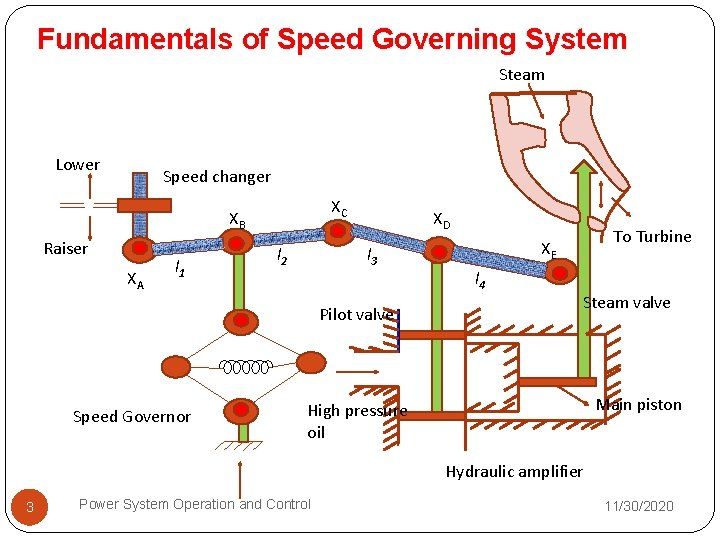 Fundamentals of Speed Governing System
Steam
Lower
Speed changer
XB
XC
XD
To Turbine
Raiser
XA
l1
l2
l3
l4
XE
Steam valve
Pilot valve
Speed Governor
High pressure
oil
Main piston
Hydraulic amplifier
3
Power System Operation and Control
11/30/2020